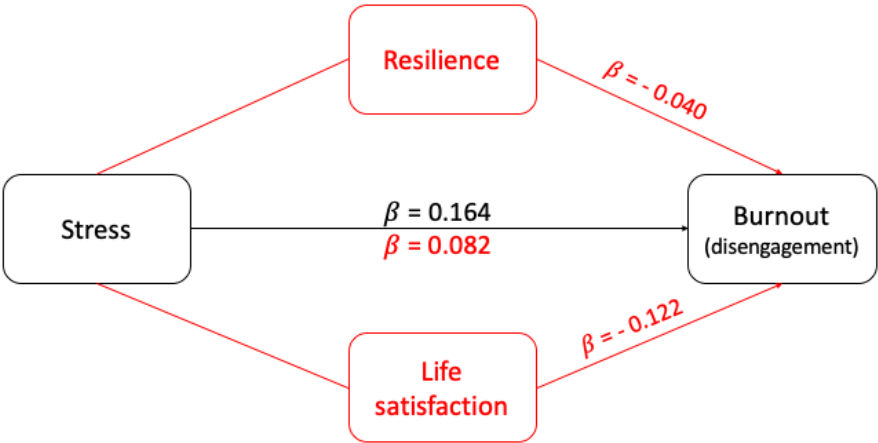 Resilience
β = - 0.040
Stress
β = 0.164
β = 0.082
Burnout
(disengagement)
β = - 0.122
Life
satisfaction